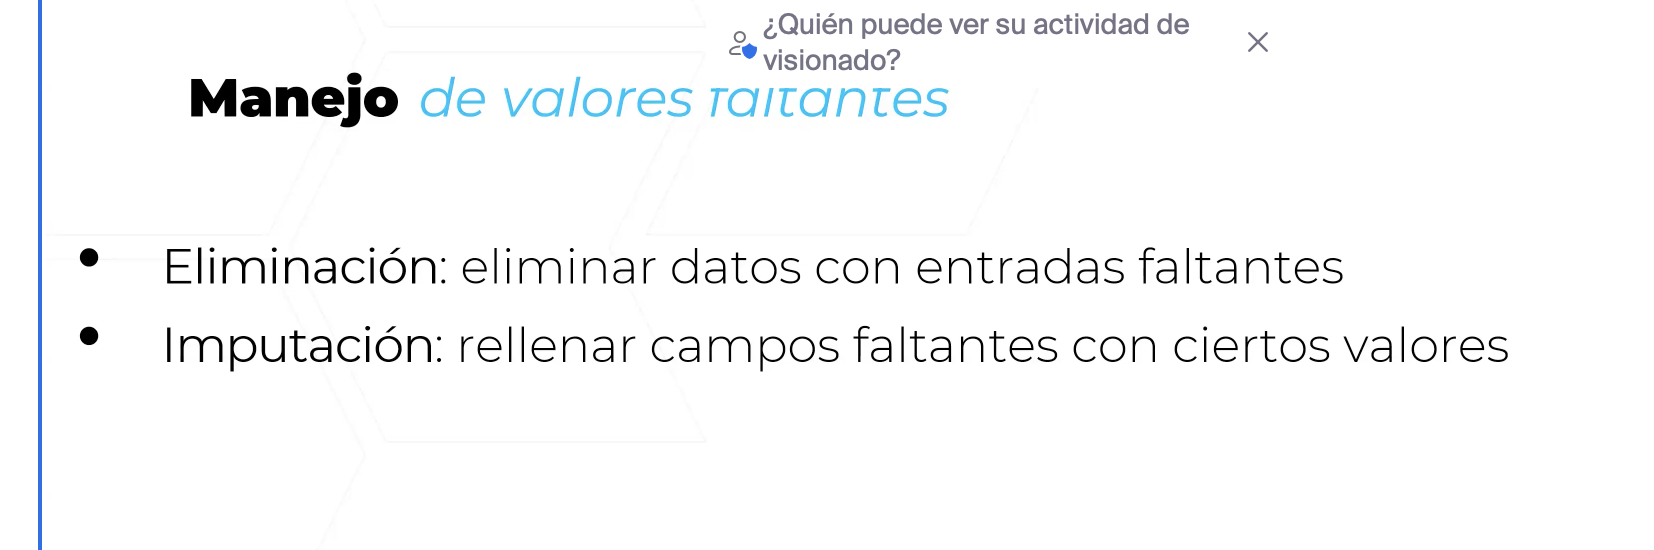 ¿Quién puede ver su actividad de
visionado?
Manejo de valores faltantes
• Eliminación: eliminar datos con entradas faltantes
• Imputación: rellenar campos faltantes con ciertos valores